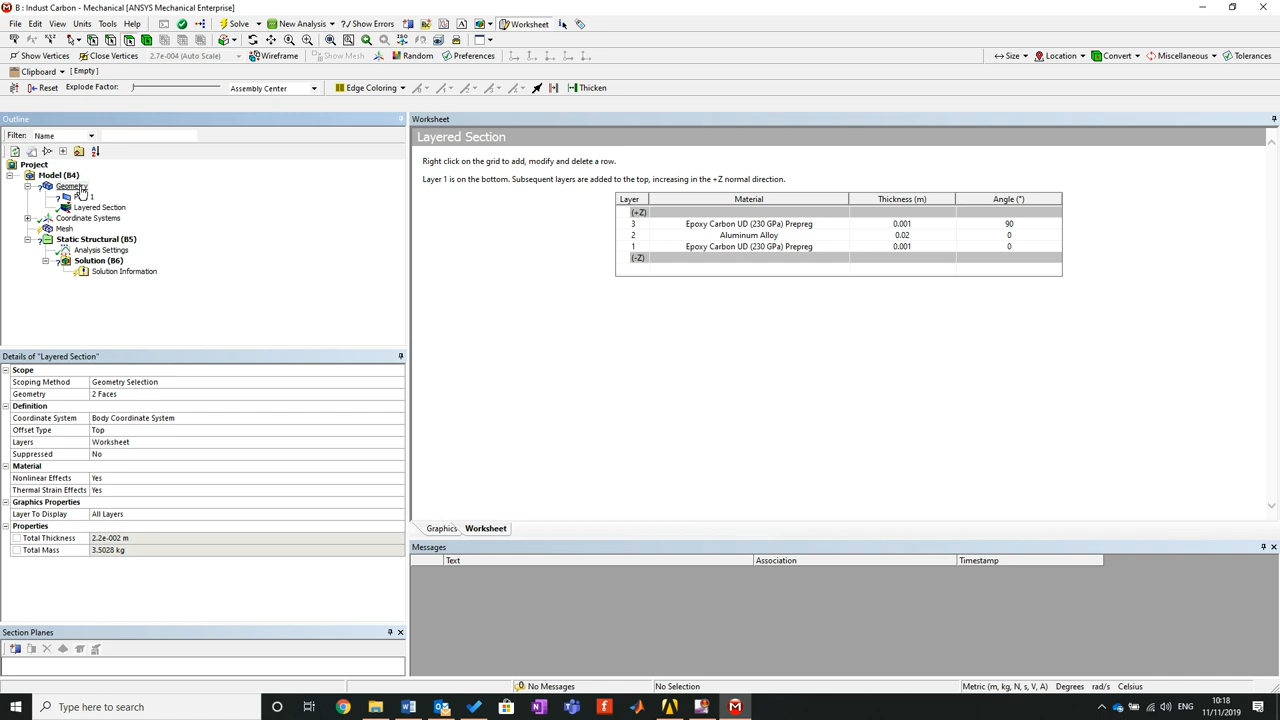 B : Indust Carbon - Mechanical [ANSYS Mechanical Enterprise]
File Edit View Units Tools Help Solve New Analysis Show Errors Worksheet
Show Vertices Close Vertices 2.7e-004 (Auto Scale) Wireframe Show Mesh Random Preferences Size Location Convert Miscellaneous Tolerances
Clipboard [ Empty ]
Reset Explode Factor: Assembly Center Edge Coloring Thicken
Outline
Filter: Name
Project
Model (B4)
Geometry
1
Layered Section
Coordinate Systems
Mesh
Static Structural (B5)
Analysis Settings
Solution (B6)
Solution Information
Details of "Layered Section"
Scope
Scoping Method Geometry Selection
Geometry 2 Faces
Definition
Coordinate System Body Coordinate System
Offset Type Top
Layers Worksheet
Suppressed No
Material
Nonlinear Effects Yes
Thermal Strain Effects Yes
Graphics Properties
Layer To Display All Layers
Properties
Total Thickness 2.2e-002 m
Total Mass 3.5028 kg
Section Planes
Worksheet
Layered Section
Right click on the grid to add, modify and delete a row.
Layer 1 is on the bottom. Subsequent layers are added to the top, increasing in the +Z normal direction.
Layer Material Thickness (m) Angle (°)
(+Z)
3 Epoxy Carbon UD (230 GPa) Prepreg 0.001 90
2 Aluminum Alloy 0.02 0
1 Epoxy Carbon UD (230 GPa) Prepreg 0.001 0
(-Z)
Graphics Worksheet
Messages
Text Association Timestamp
No Messages No Selection Metric (m, kg, N, s, V, A) Degrees rad/s Celsius
Type here to search
ENG
10:18
11/11/2019